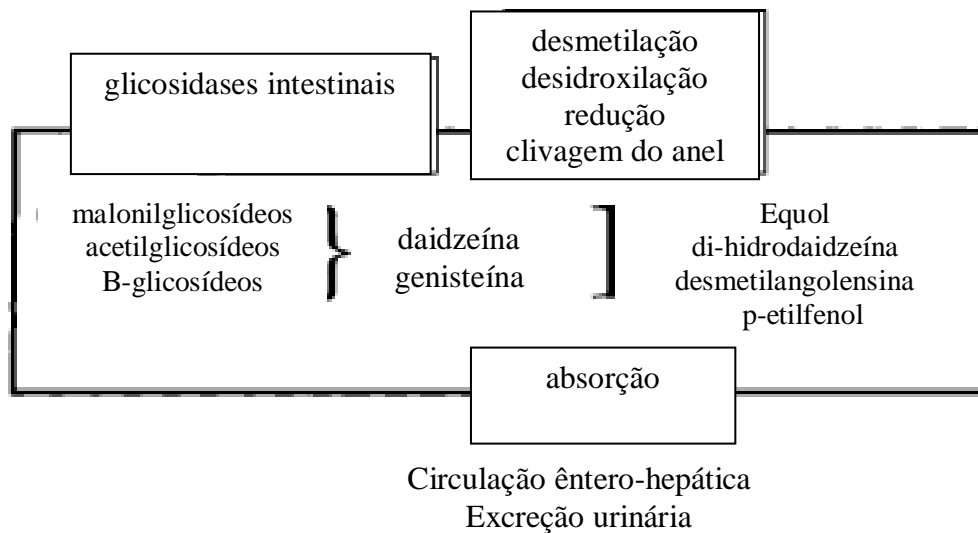 glicosidases intestinais
desmetilação
desidroxilação
redução
clivagem do anel
malonilglicosídeos
acetilglicosídeos
B-glicosídeos
daidzeína
genisteína
Equol
di-hidrodaidzeína
desmetilangolensina
p-etilfenol
absorção
Circulação êntero-hepática
Excreção urinária